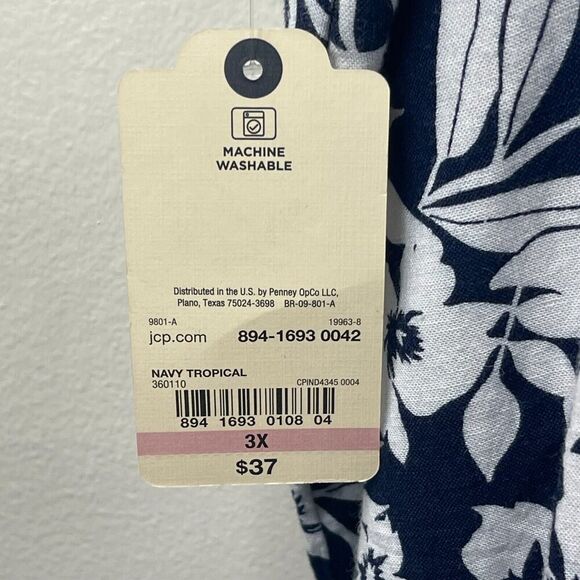 MACHINE
WASHABLE
Distributed in the U.S. by Penney OpCo LLC,
Plano, Texas 75024-3698 BR-09-801-A
9801-A 19963-8
jcp.com 894-1693 0042
NAVY TROPICAL
360110 CPIND4345 0004
894 1693 0108 04
3X
$37